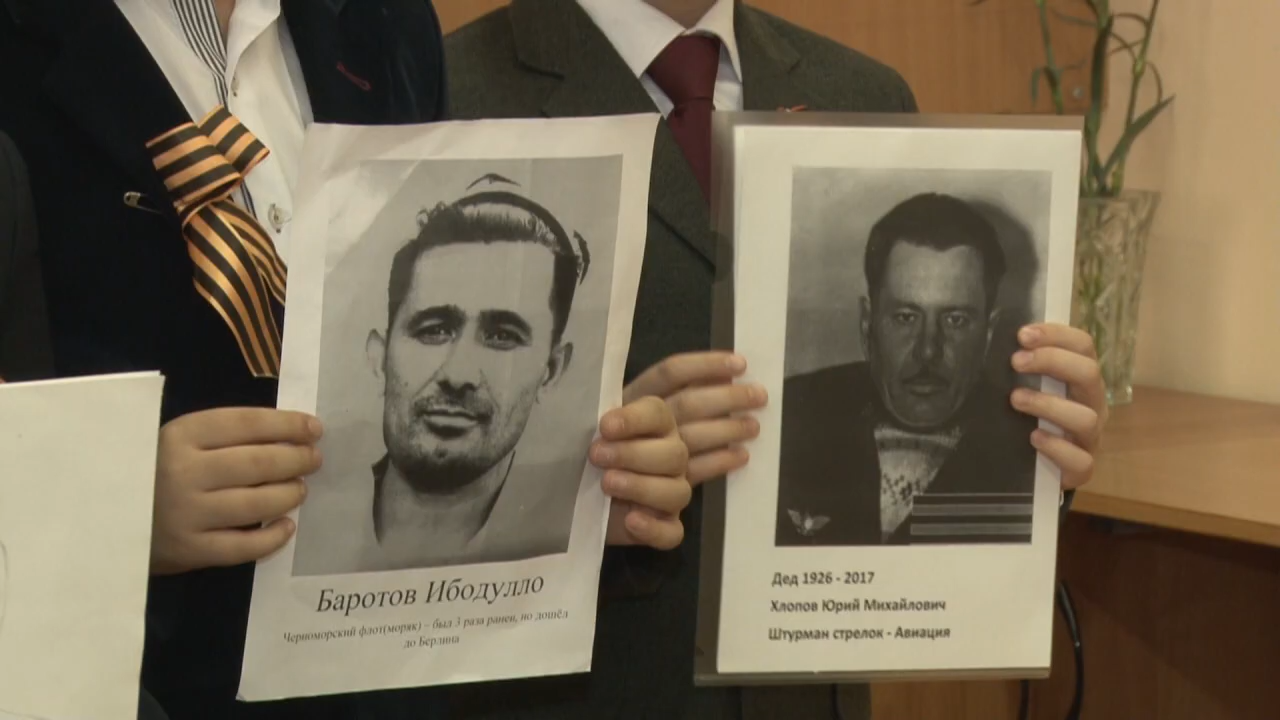 Баротов Ибодулло
Черноморский флот(моряк) – был 3 раза ранен, но дошёл
до Берлина
Дед 1926 - 2017
Хлопов Юрий Михайлович
Штурман стрелок - Авиация